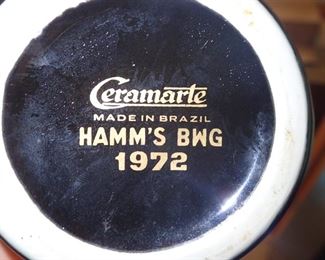 Ceramarte
MADE IN BRAZIL
HAMM'S BWG
1972